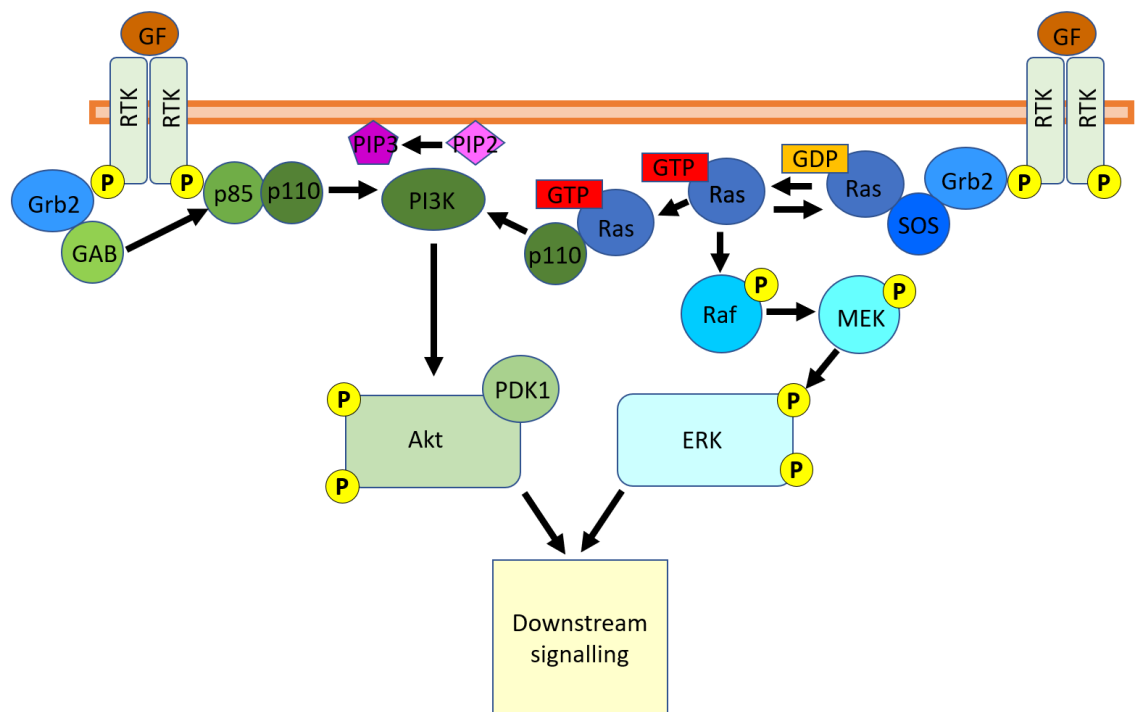 GF
GF
RTK
RTK
RTK
RTK
PIP3
PIP2
GTP
GDP
P
P
Grb2
p85
p110
PI3K
GTP
Ras
Ras
Grb2
P
P
GAB
p110
Ras
SOS
Raf
P
MEK
P
PDK1
P
Akt
P
ERK
P
P
Downstream
signalling